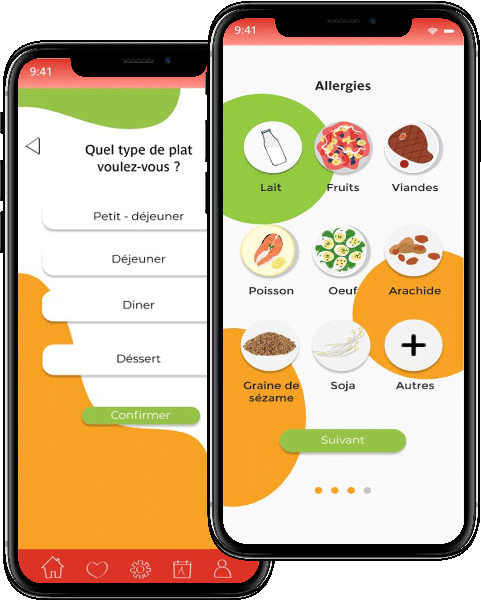 9:41
Quel type de plat
voulez-vous ?
Petit - déjeuner
Déjeuner
Diner
Déssert
Confirmer
9:41
Allergies
Lait
Fruits
Viandes
Poisson
Oeuf
Arachide
Graine de
sézame
Soja
Autres
Suivant